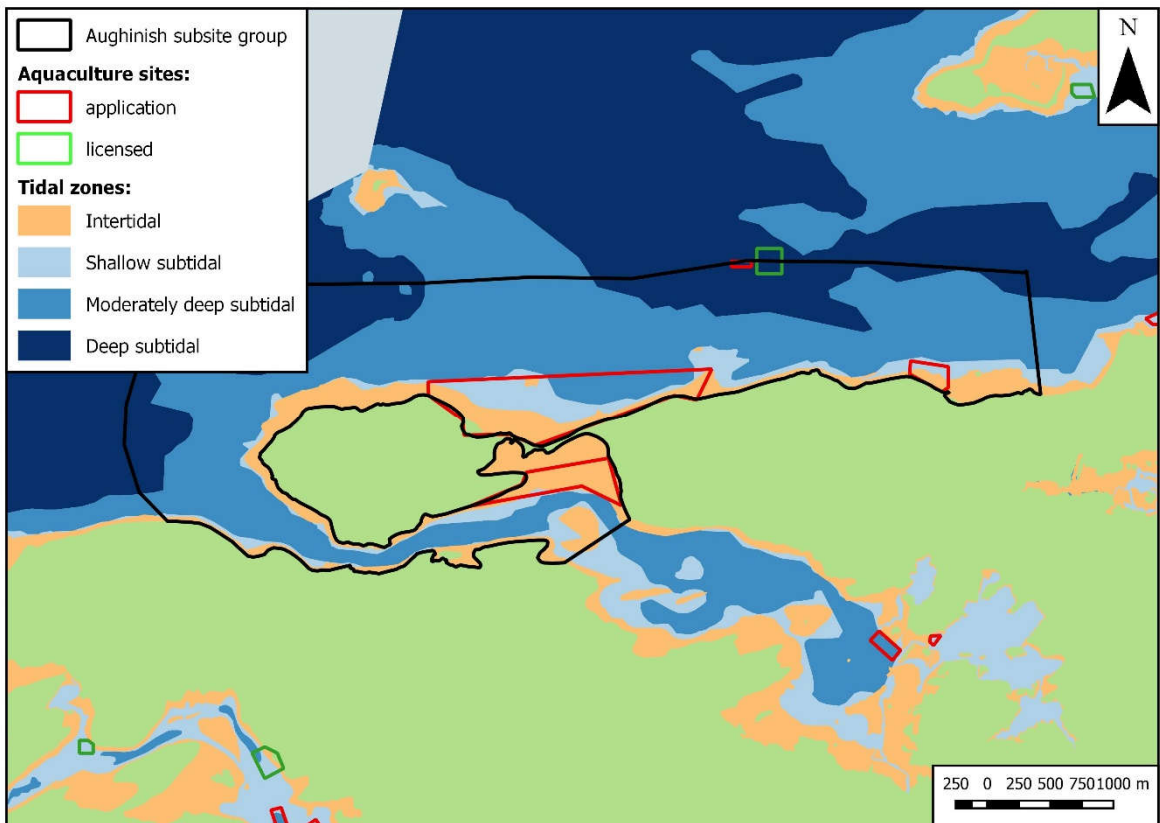 Aughinish subsite group
Aquaculture sites:
application
licensed
Tidal zones:
Intertidal
Shallow subtidal
Moderately deep subtidal
Deep subtidal
N
250 0 250 500 7501000 m